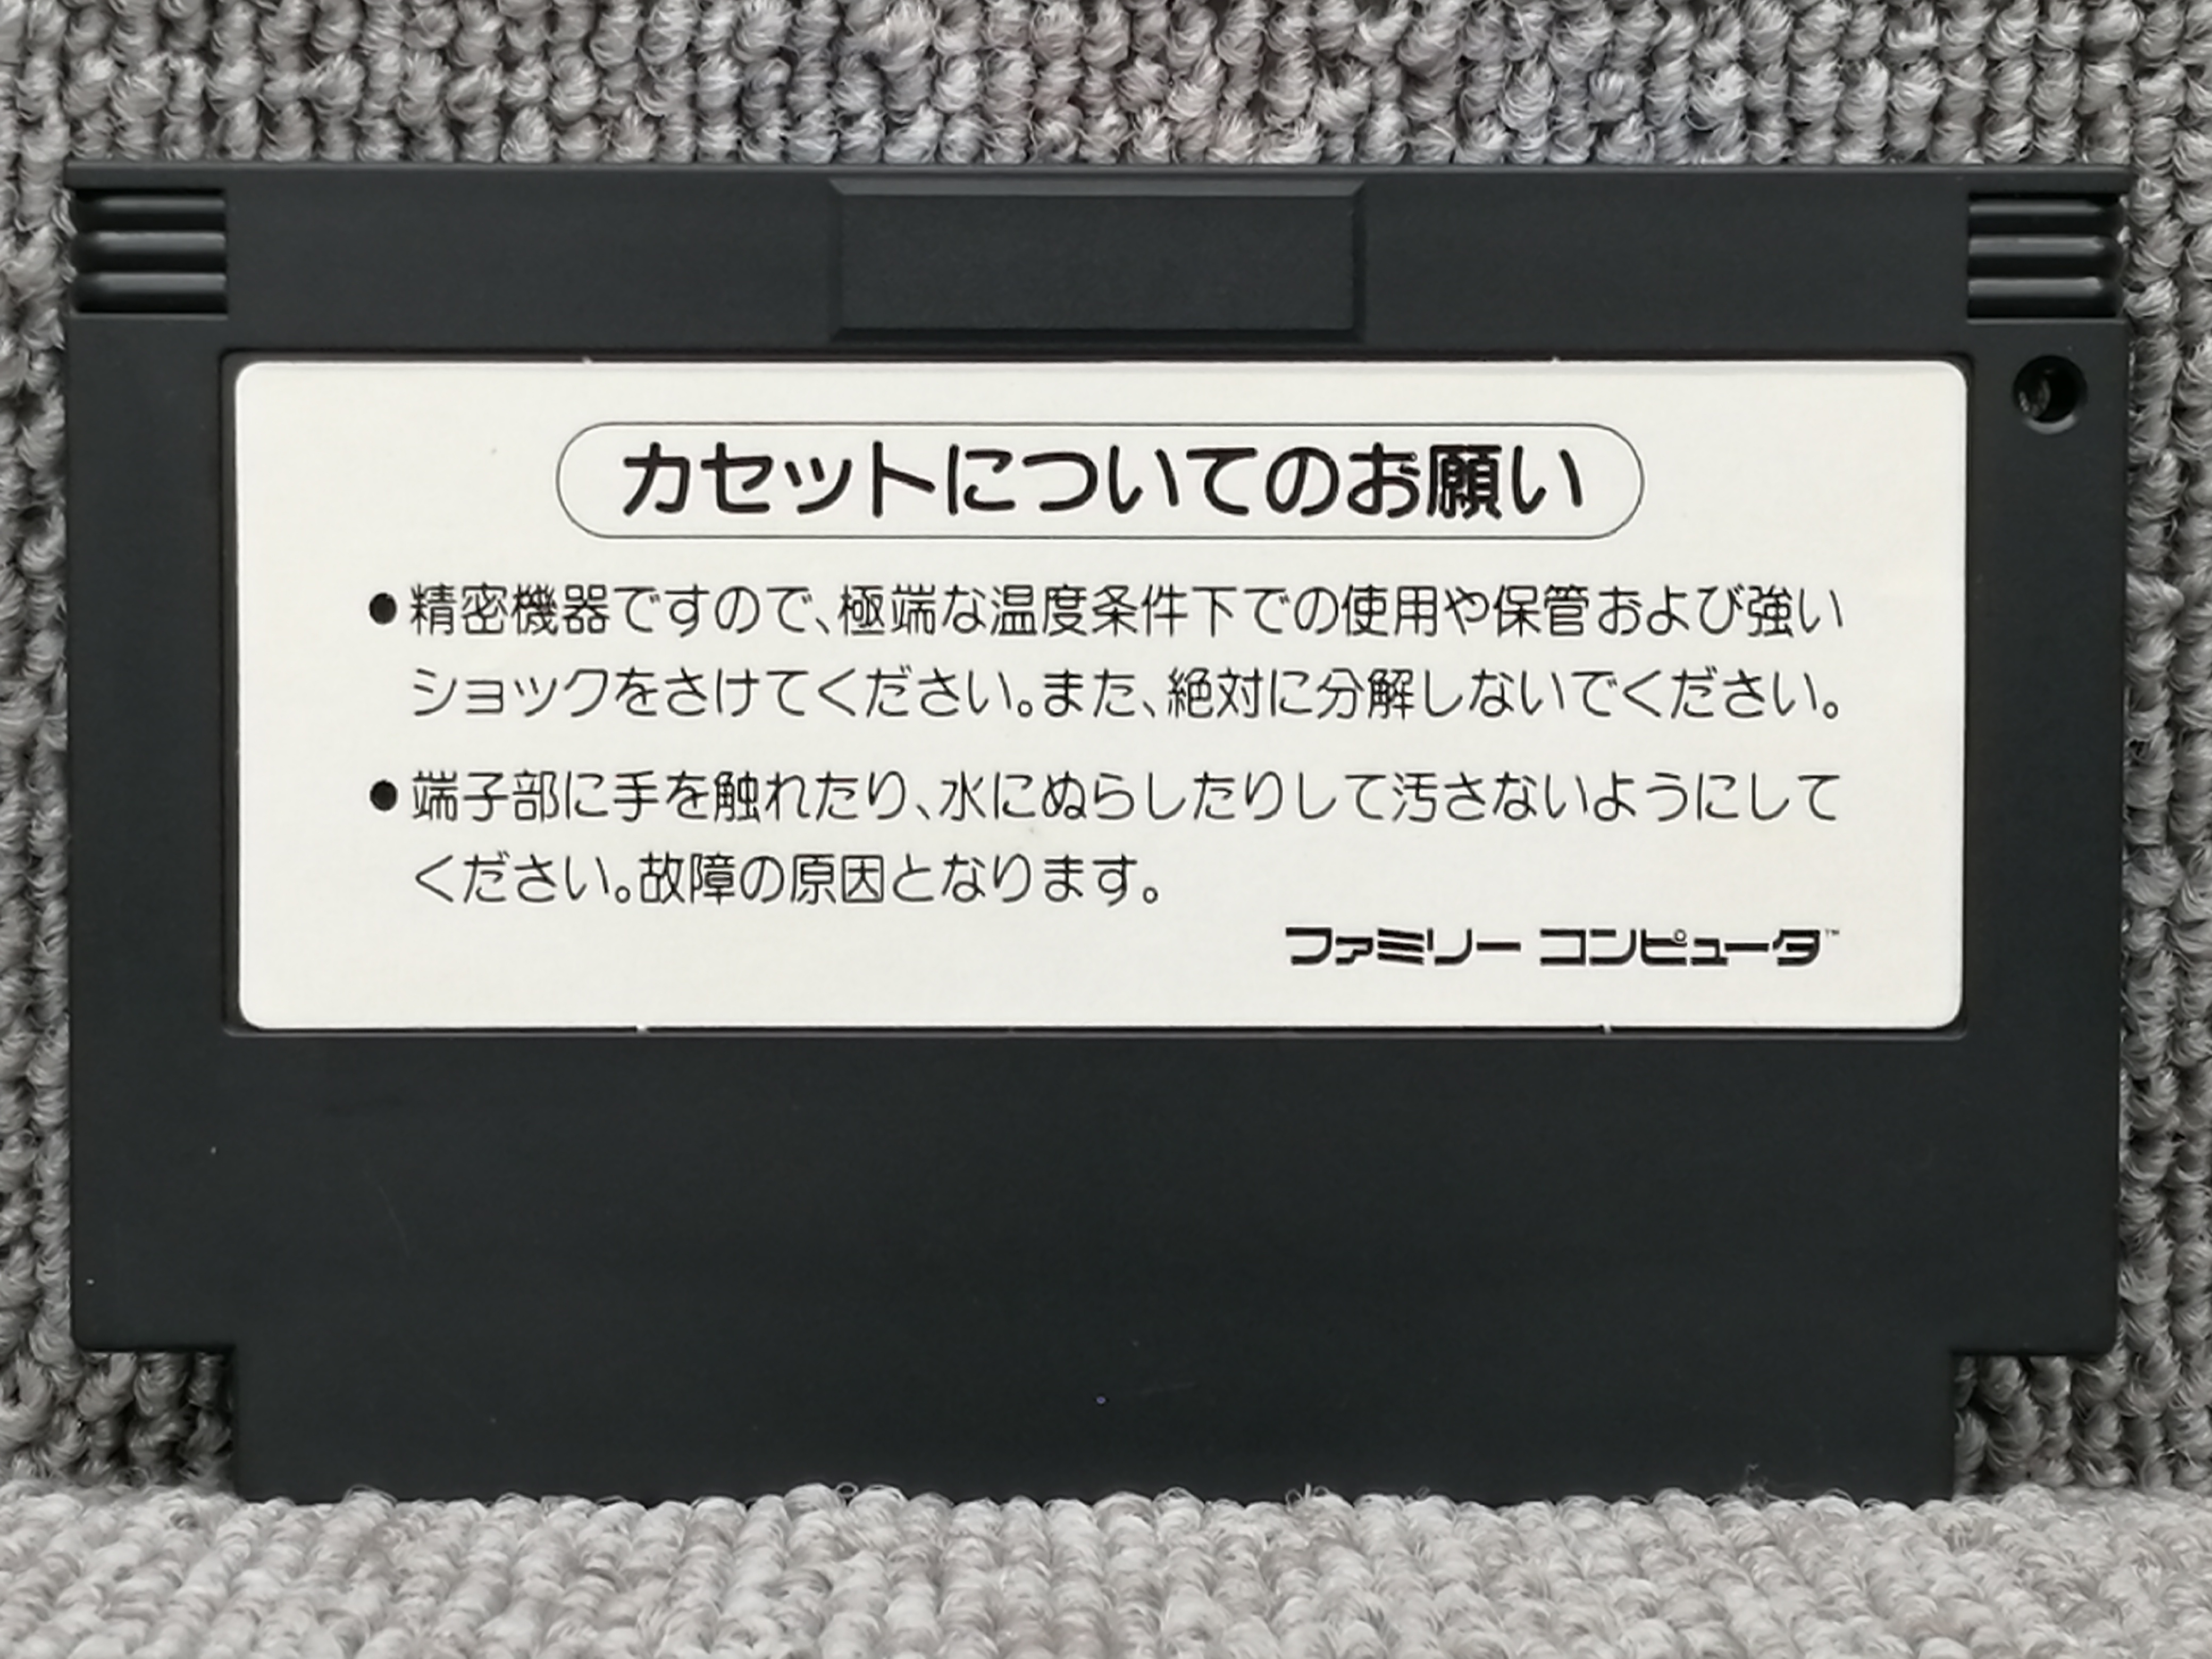 カセットについてのお願い
●精密機器ですので、極端な温度条件下での使用や保管および強い
ショックをさけてください。また、絶対に分解しないでください。
●端子部に手を触れたり、水にぬらしたりして汚さないようにして
ください。故障の原因となります。
ファミリー コンピュータ™